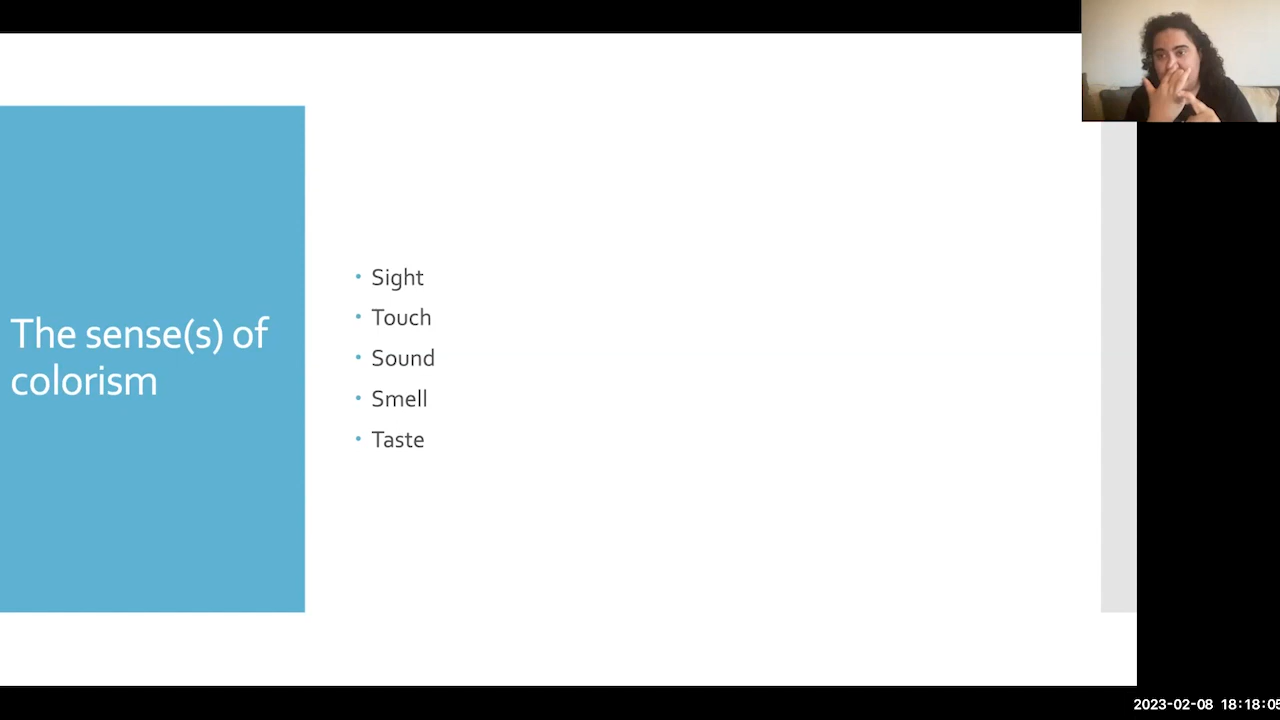 The sense(s) of
colorism
Sight
Touch
Sound
Smell
Taste
2023-02-08 18:18:05